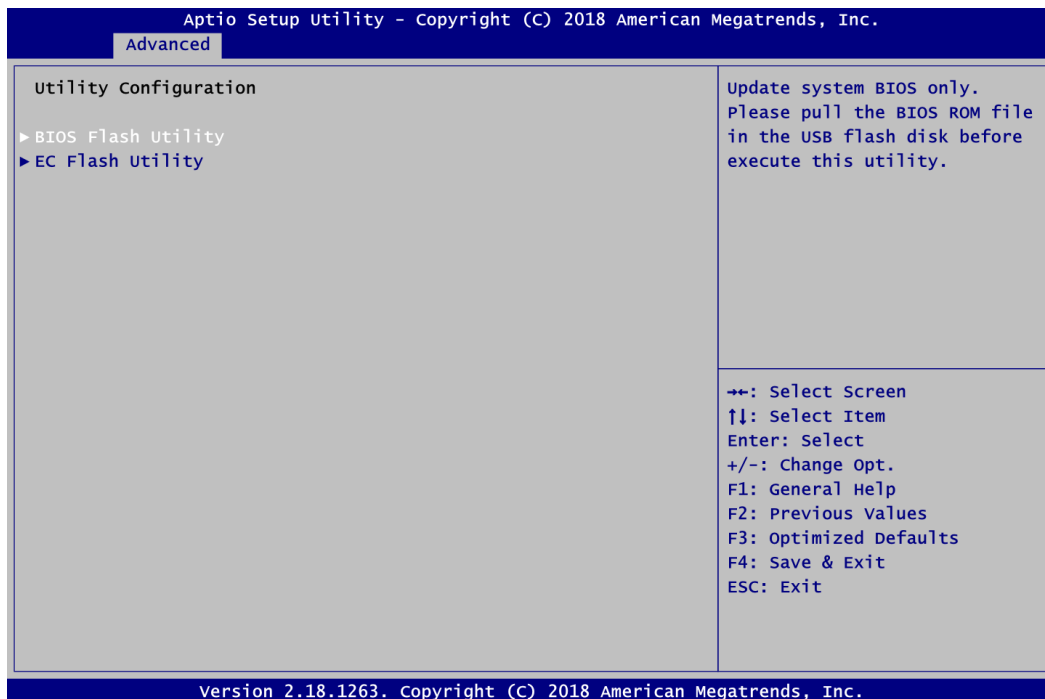 Aptio Setup Utility – Copyright (C) 2018 American Megatrends, Inc.
Advanced
Utility Configuration
►BIOS Flash Utility
►EC Flash Utility
Update system BIOS only.
Please pull the BIOS ROM file
in the USB flash disk before
execute this utility.
→←: Select Screen
↑↓: Select Item
Enter: Select
+/-: Change Opt.
F1: General Help
F2: Previous Values
F3: Optimized Defaults
F4: Save & Exit
ESC: Exit
Version 2.18.1263. Copyright (C) 2018 American Megatrends, Inc.